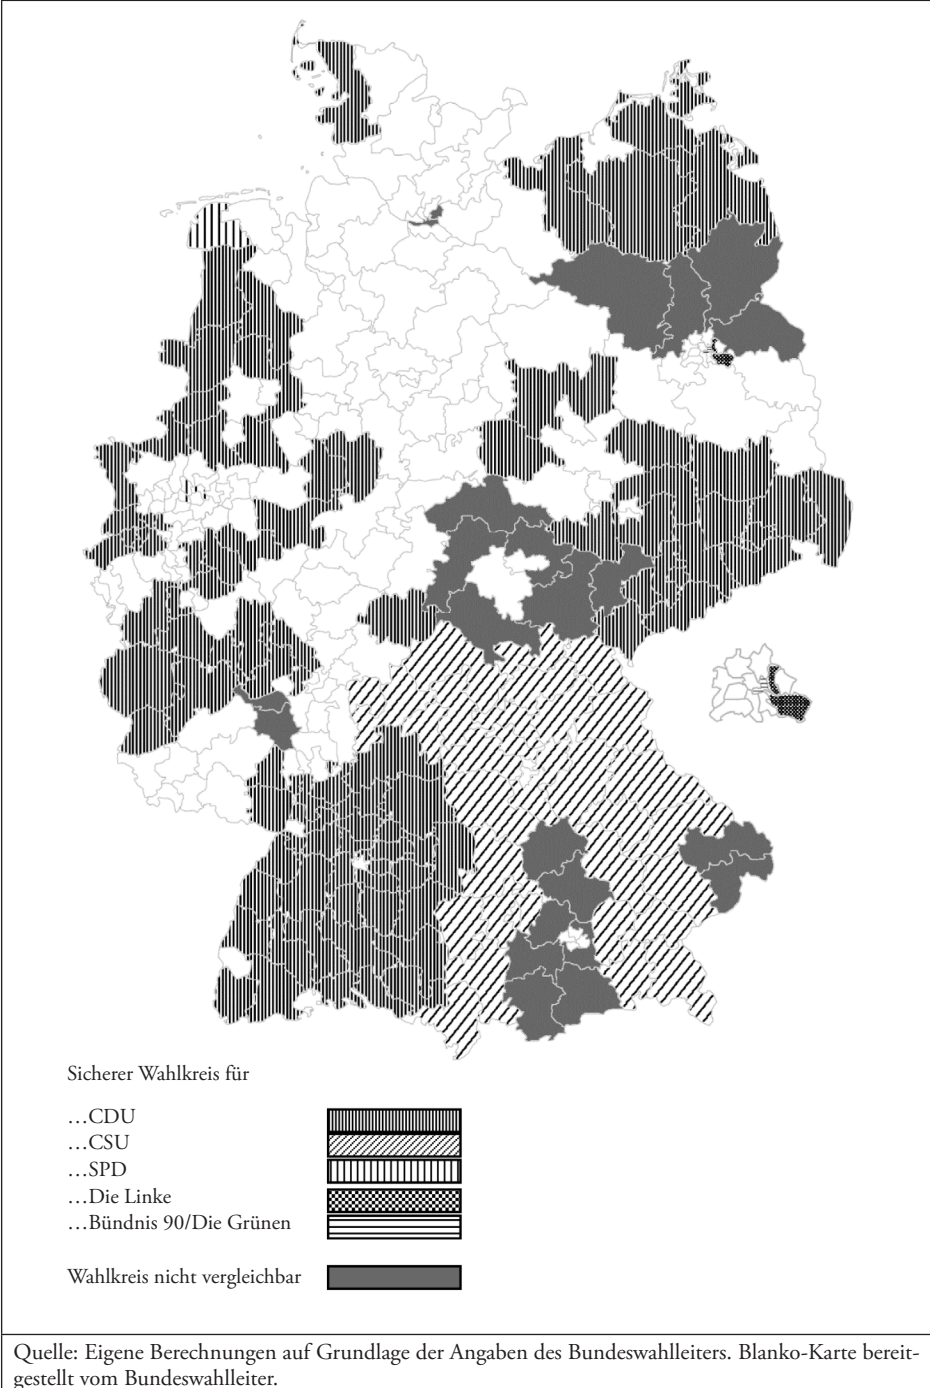 Sicherer Wahlkreis für
…CDU
…CSU
…SPD
…Die Linke
…Bündnis 90/Die Grünen
Wahlkreis nicht vergleichbar
Quelle: Eigene Berechnungen auf Grundlage der Angaben des Bundeswahlleiters. Blanko-Karte bereit-
gestellt vom Bundeswahlleiter.